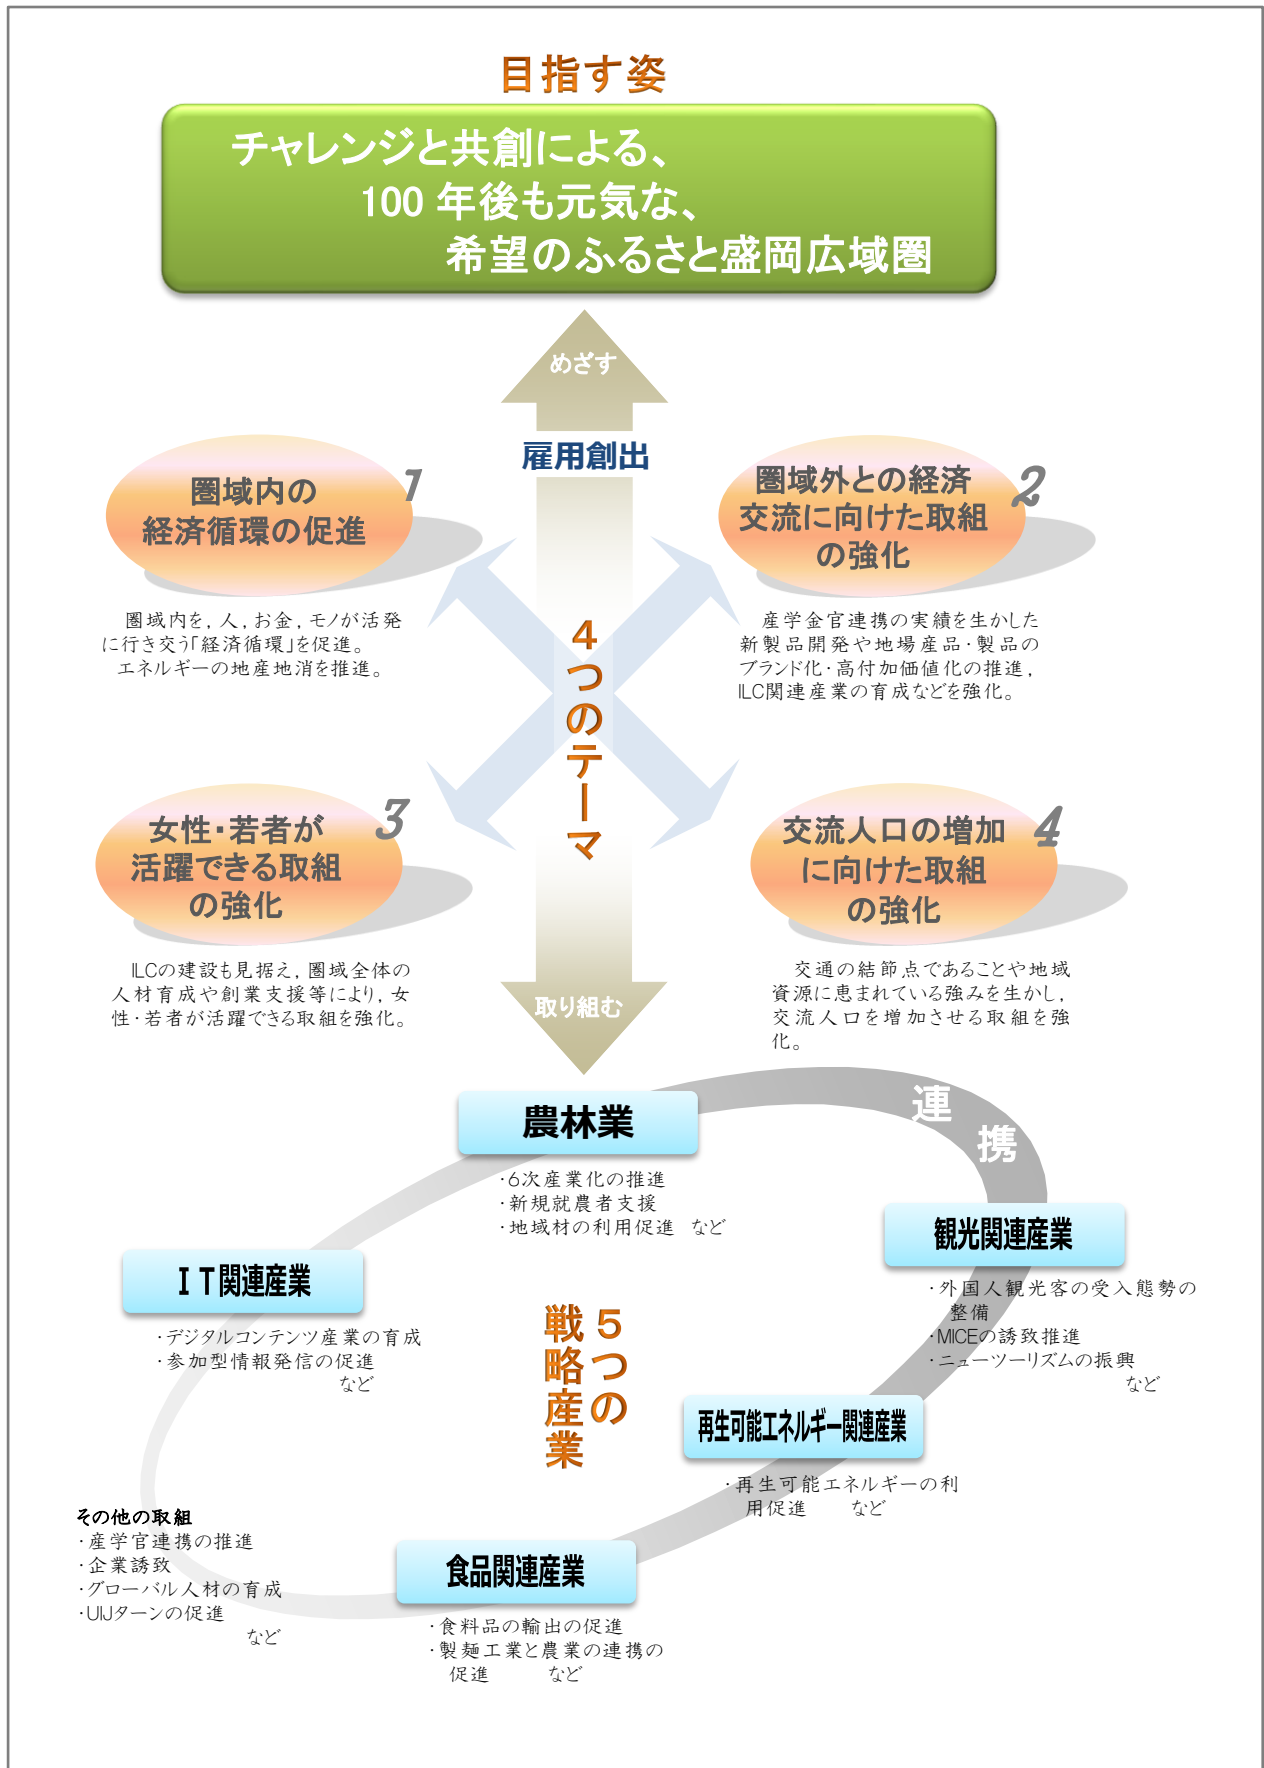 目指す姿
チャレンジと共創による、
100 年後も元気な、
希望のふるさと盛岡広域圏
めざす
雇用創出
1
圏域内の
経済循環の促進
圏域内を，人，お金，モノが活発
に行き交う「経済循環」を促進。
エネルギーの地産地消を推進。
2
圏域外との経済
交流に向けた取組
の強化
産学金官連携の実績を生かした
新製品開発や地場産品・製品の
ブランド化・高付加価値化の推進，
ILC関連産業の育成などを強化。
４つのテーマ
3
女性・若者が
活躍できる取組
の強化
ILCの建設も見据え，圏域全体の
人材育成や創業支援等により，女
性・若者が活躍できる取組を強化。
4
交流人口の増加
に向けた取組
の強化
交通の結節点であることや地域
資源に恵まれている強みを生かし，
交流人口を増加させる取組を強
化。
取り組む
連
携
農林業
・6次産業化の推進
・新規就農者支援
・地域材の利用促進　など
観光関連産業
・外国人観光客の受入態勢の
整備
・MICEの誘致推進
・ニューツーリズムの振興
など
ＩＴ関連産業
・デジタルコンテンツ産業の育成
・参加型情報発信の促進
など
５つの
戦略産業
再生可能エネルギー関連産業
・再生可能エネルギーの利
用促進　　など
その他の取組
・産学官連携の推進
・企業誘致
・グローバル人材の育成
・UIJターンの促進
など
食品関連産業
・食料品の輸出の促進
・製麺工業と農業の連携の
促進　　　など